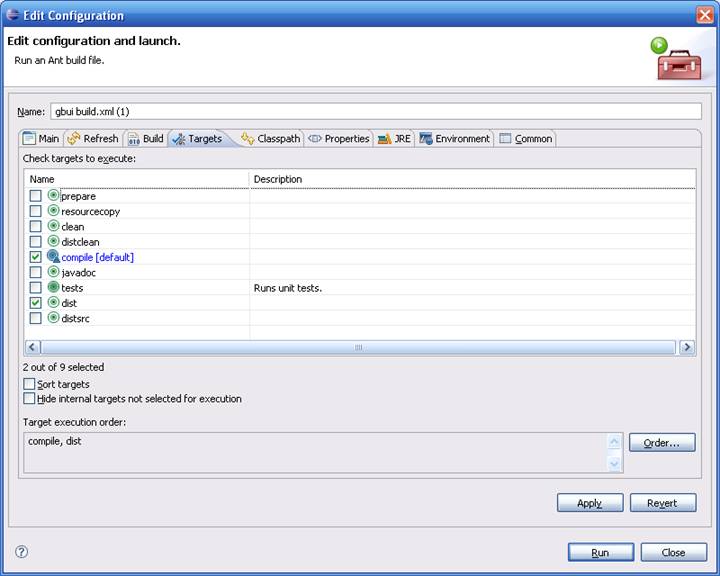 Edit Configuration
Edit configuration and launch.
Run an Ant build file.
Name: gbui build.xml (1)
Main Refresh Build Targets Classpath Properties JRE Environment Common
Check targets to execute:
Name Description
prepare
resourcecopy
clean
distclean
compile [default]
javadoc
tests Runs unit tests.
dist
distsrc
2 out of 9 selected
Sort targets
Hide internal targets not selected for execution
Target execution order:
compile, dist
Order...
Apply Revert
Run Close